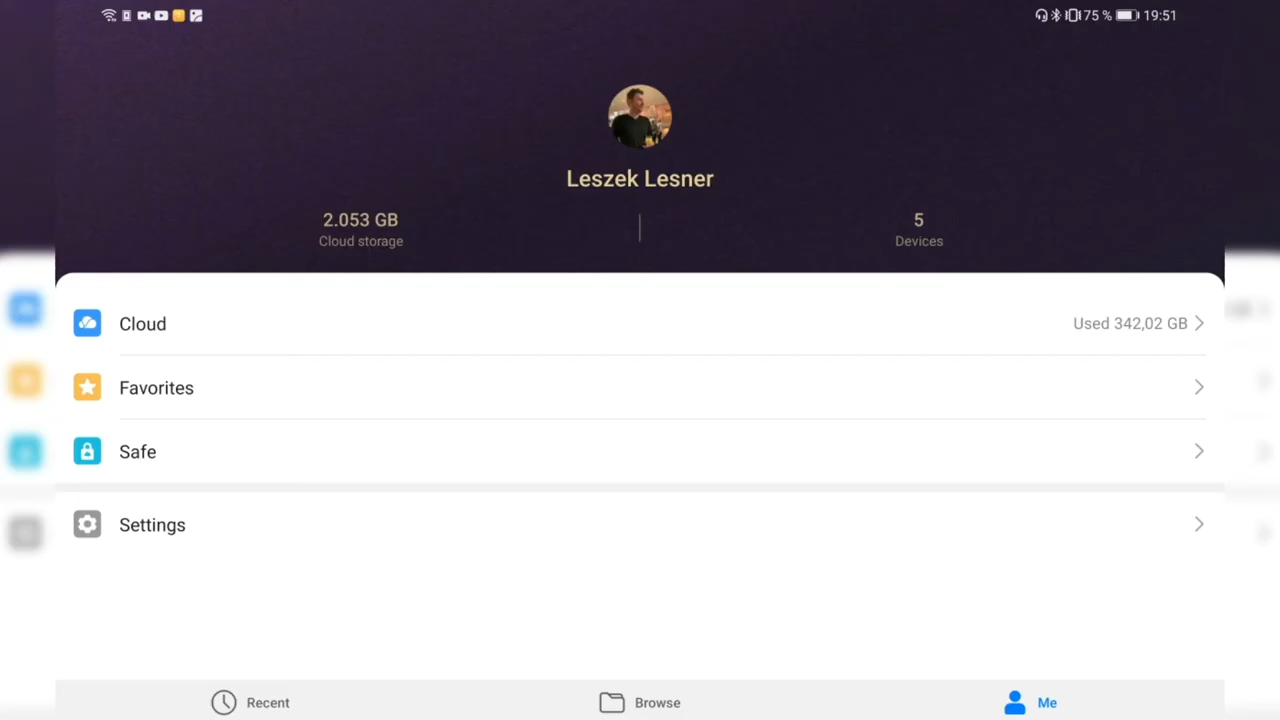 75 % 19:51
Leszek Lesner
2.053 GB
Cloud storage
5
Devices
Cloud
Used 342,02 GB
Favorites
Safe
Settings
Recent
Browse
Me